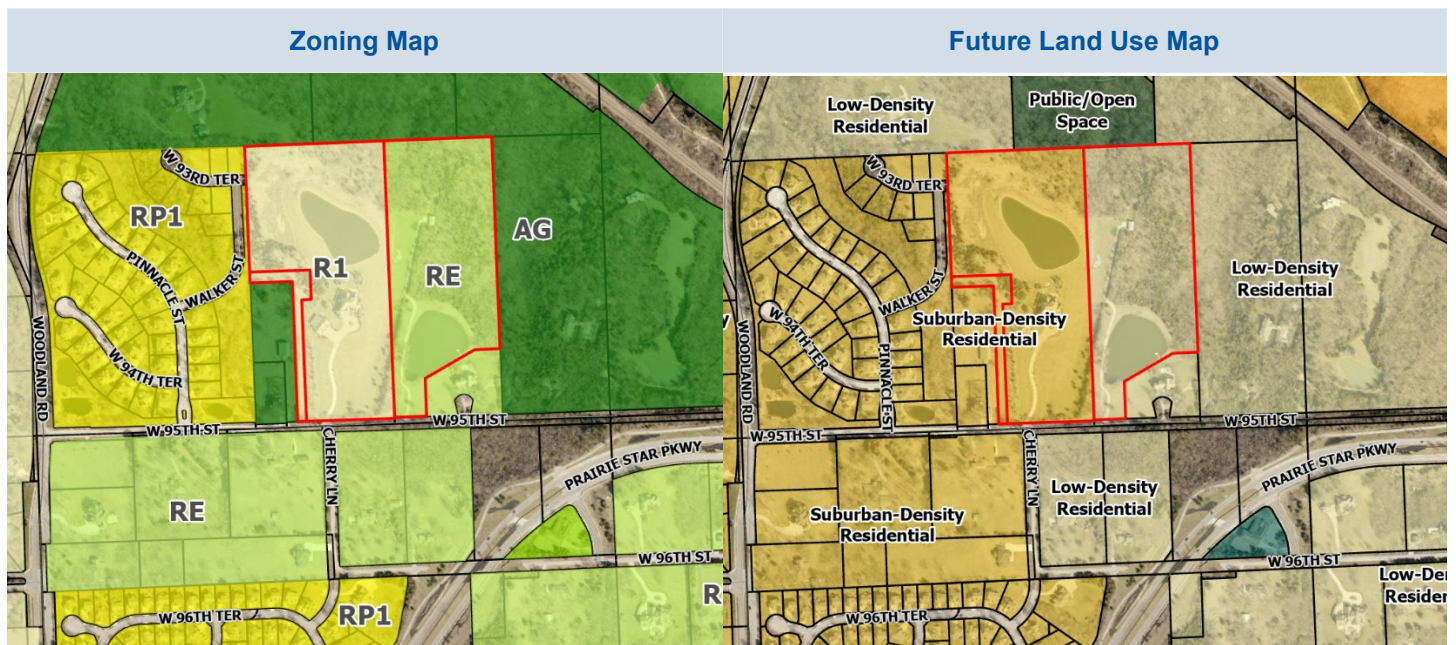 Zoning Map
W 93RD TER
RP1
AG
R1
RE
PINNACLE ST
WALKER ST
WOODLAND RD
W 94TH TER
W 95TH ST
W 95TH ST
CHERRY LN
PRAIRIE STAR PKWY
RE
W 96TH ST
W 96TH TER
RP1
R
Future Land Use Map
Low-Density
Residential
Public/Open
Space
W 93RD TER
Low-Density
Residential
WALKER ST
Suburban-Density
Residential
W 94TH TER
PINNACLE ST
WOODLAND RD
W 95TH ST
W 95TH ST
CHERRY LN
PRAIRIE STAR PKWY
Low-Density
Residential
Suburban-Density
Residential
W 96TH ST
Low-De
Residen
W 96TH TER